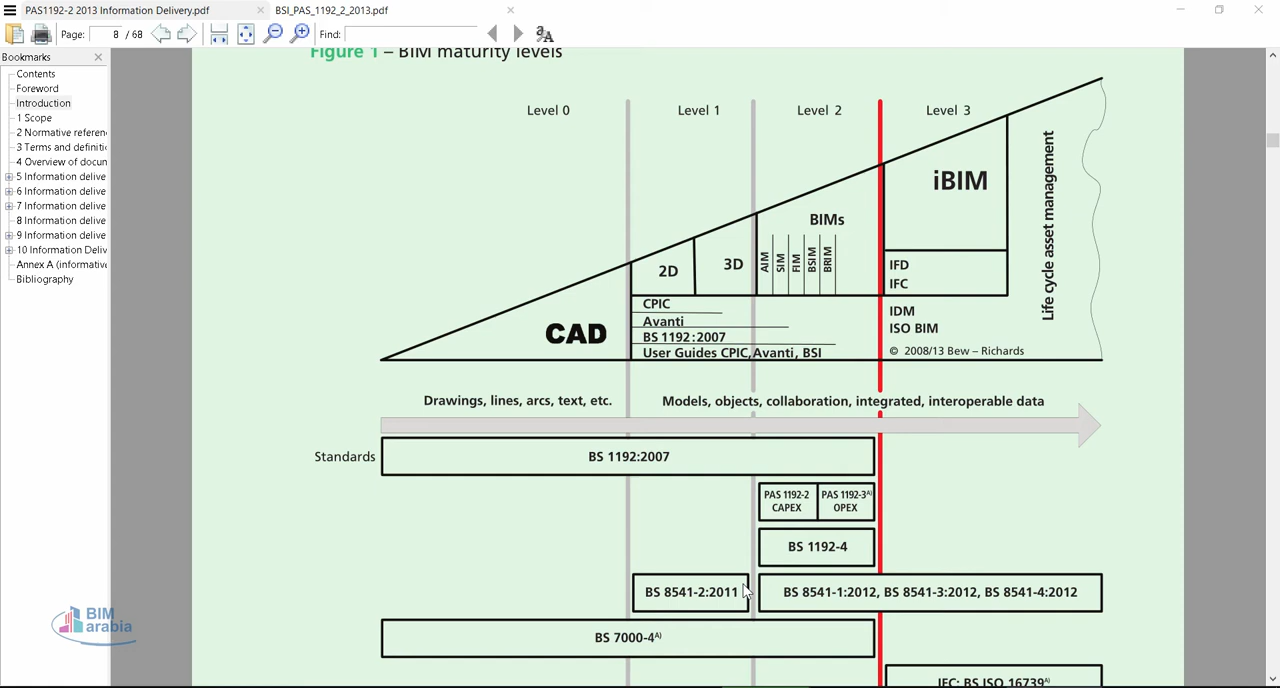 PAS1192-2 2013 Information Delivery.pdf
BSI_PAS_1192_2_2013.pdf
Page: 8 / 68
Find:
Bookmarks
Contents
Foreword
Introduction
1 Scope
2 Normative referen
3 Terms and definiti
4 Overview of docun
5 Information delive
6 Information delive
7 Information delive
8 Information delive
9 Information delive
10 Information Deliv
Annex A (informative
Bibliography
Figure 1 – BIM maturity levels
Level 0
Level 1
Level 2
Level 3
iBIM
BIMs
2D
3D
AIM
SIM
FIM
BSIM
BRIM
IFD
IFC
Life cycle asset management
CAD
CPIC
Avanti
BS 1192:2007
User Guides CPIC, Avanti, BSI
IDM
ISO BIM
© 2008/13 Bew – Richards
Drawings, lines, arcs, text, etc.
Models, objects, collaboration, integrated, interoperable data
Standards
BS 1192:2007
PAS 1192-2
CAPEX
PAS 1192-3A)
OPEX
BS 1192-4
BS 8541-2:2011
BS 8541-1:2012, BS 8541-3:2012, BS 8541-4:2012
BS 7000-4A)
IFC: BS ISO 16739A)
BIM
arabia